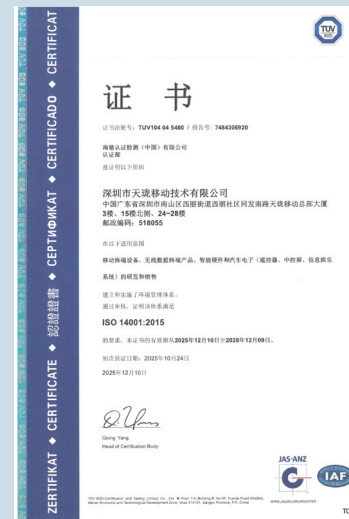 TÜV
SÜD
ZERTIFIKAT ◆ CERTIFICATE ◆ 認證證書 ◆ СЕРТИФИКАТ ◆ CERTIFICADO ◆ CERTIFICAT
证 书
证书注册号：TUV104 04 5460 / 报告号：7484306920
南德认证检测（中国）有限公司
认证部
兹证明以下组织
深圳市天珑移动技术有限公司
中国广东省深圳市南山区西丽街道西丽社区同发南路天珑移动总部大厦
3楼、15楼北侧、24~28楼
邮政编码：518055
在以下适用范围
移动终端设备、无线数据终端产品、智能硬件和汽车电子（遥控器、中控屏、信息娱乐
系统）的研发和销售
建立和实施了环境管理体系，
通过审核，证明该体系满足
ISO 14001:2015
的要求。本证书的有效期从2025年12月10日至2028年12月09日。
初次获证日期：2025年10月24日
2025年12月10日
Qiong Yang
Head of Certification Body
JAS-ANZ
IAF
WWW.JAS-ANZ.ORG/REGISTER